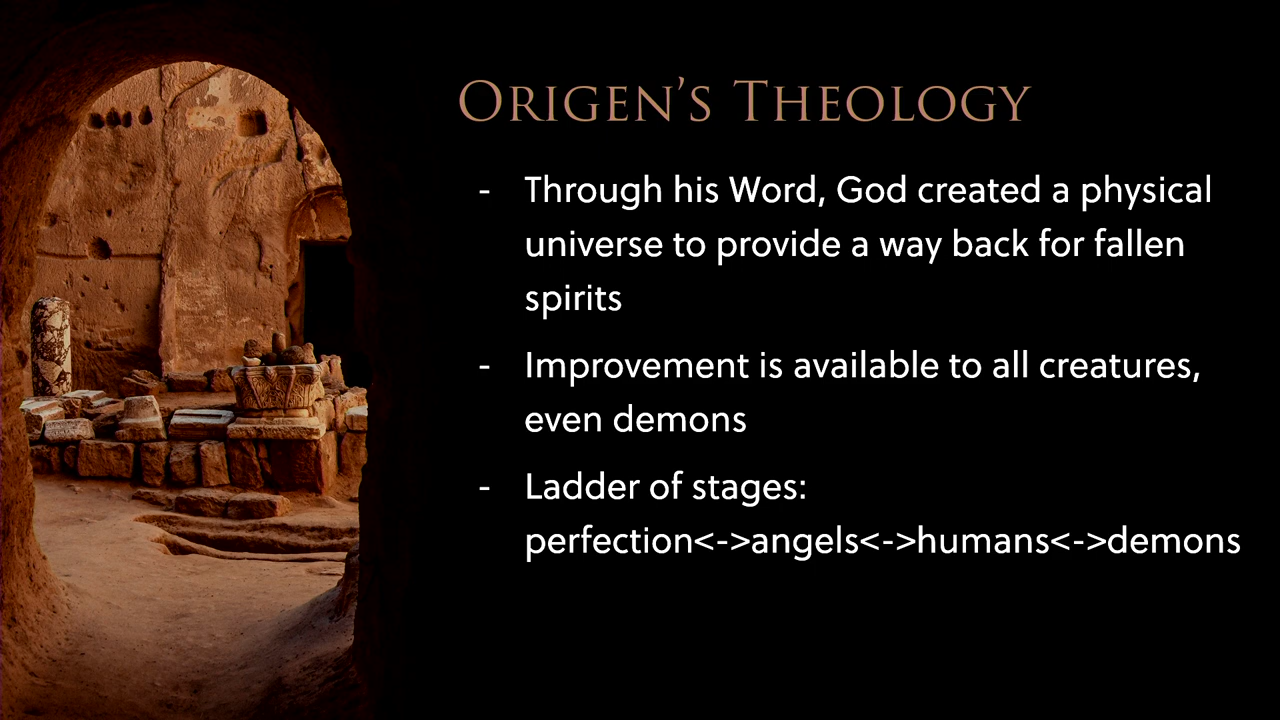 Origen’s Theology
- Through his Word, God created a physical
universe to provide a way back for fallen
spirits
- Improvement is available to all creatures,
even demons
- Ladder of stages:
perfection<->angels<->humans<->demons